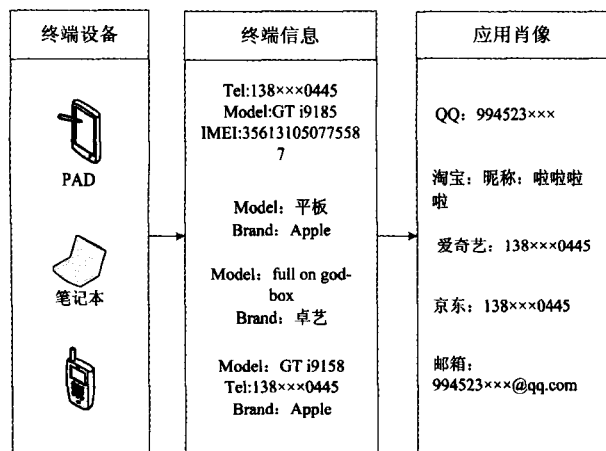 终端设备
PAD
笔记本
终端信息
Tel:138×××0445
Model:GT i9185
IMEI:35613105077558
7
Model：平板
Brand：Apple
Model：full on god-
box
Brand：卓艺
Model：GT i9158
Tel:138×××0445
Brand：Apple
应用肖像
QQ：994523×××
淘宝：昵称：啦啦啦
啦
爱奇艺：138×××0445
京东：138×××0445
邮箱：
994523×××@qq.com